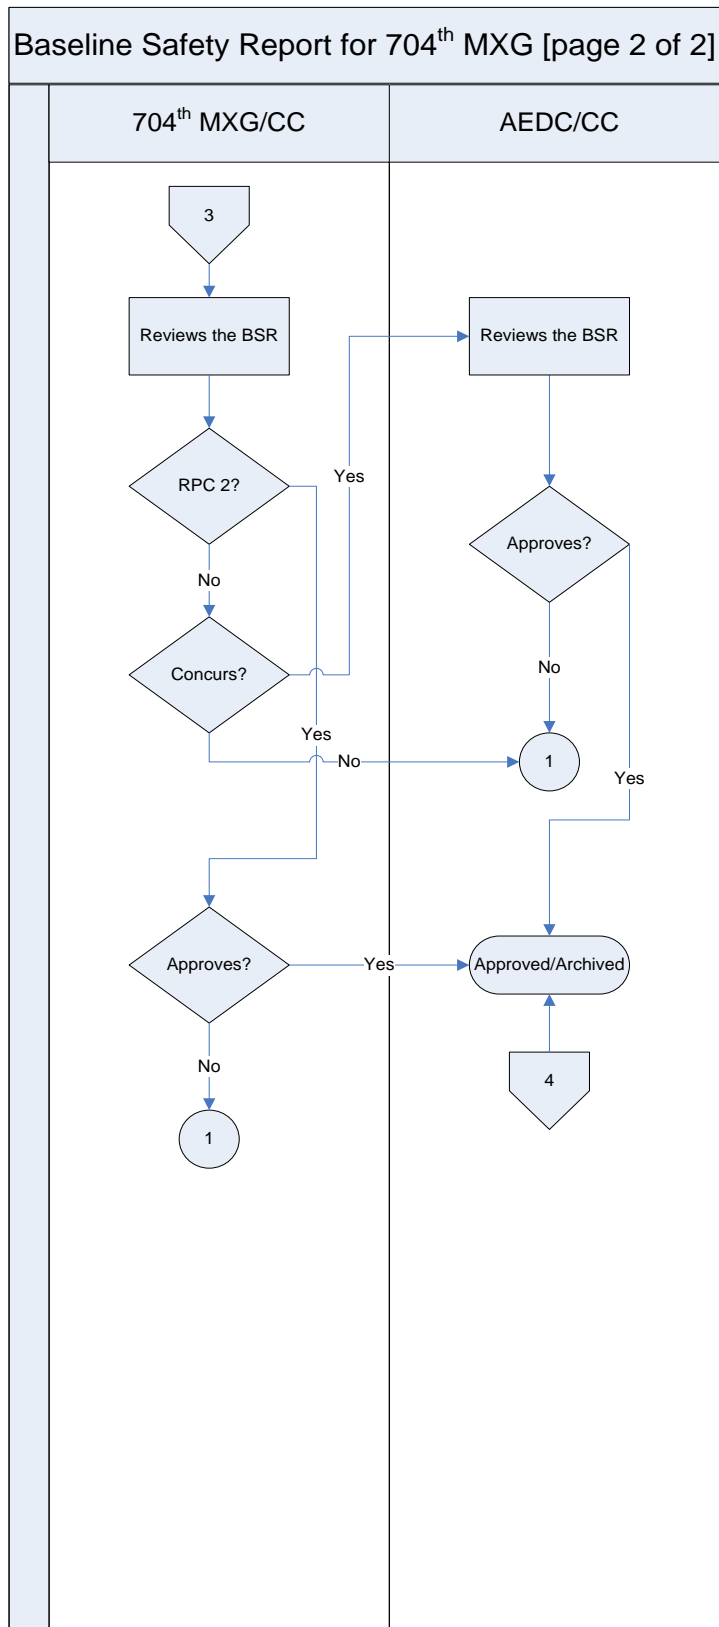 Baseline Safety Report for 704th MXG [page 2 of 2]
704th MXG/CC
AEDC/CC
3
Reviews the BSR
Reviews the BSR
Yes
RPC 2?
Approves?
No
Concurs?
No
Yes
No
1
Yes
Approves?
Yes
Approved/Archived
No
4
1